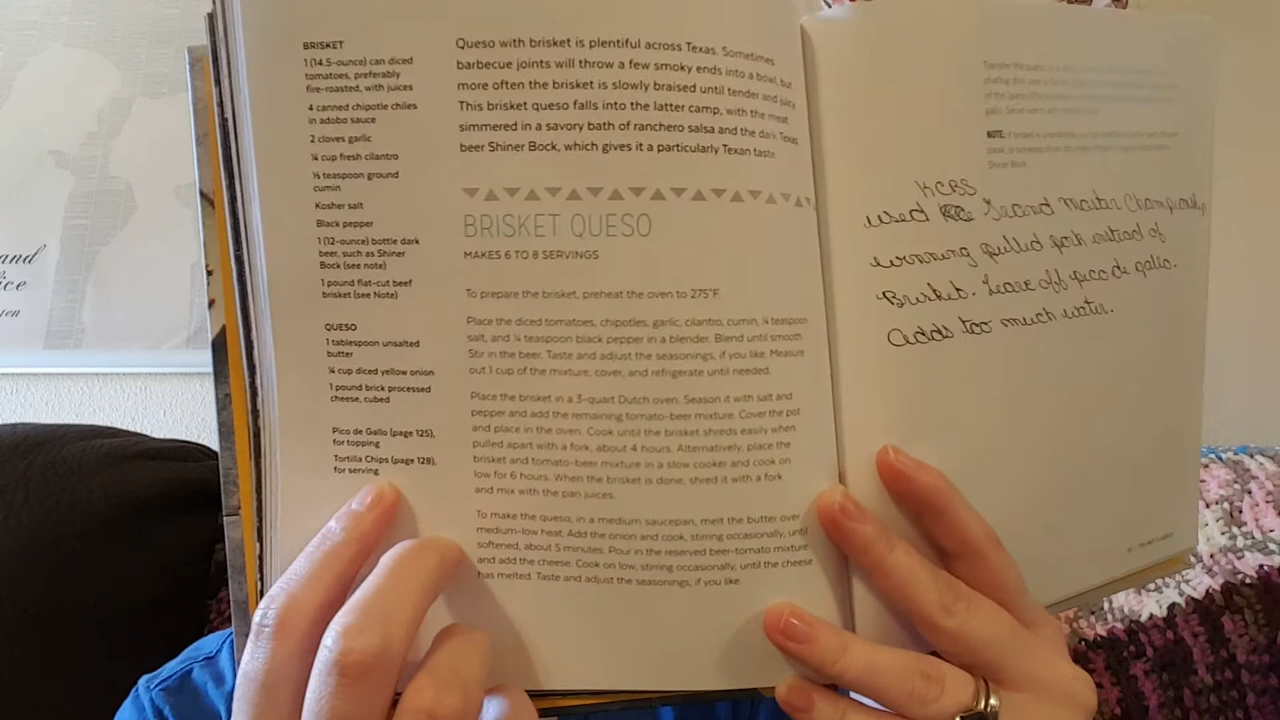 and
ice
ten
BRISKET
1 (14.5-ounce) can diced
tomatoes, preferably
fire-roasted, with juices
4 canned chipotle chiles
in adobo sauce
2 cloves garlic
¼ cup fresh cilantro
teaspoon ground
cumin
Kosher salt
Black pepper
1 (12-ounce) bottle dark
beer, such as Shiner
Bock (see note)
1 pound flat-cut beef
brisket (see Note)
QUESO
1 tablespoon unsalted
butter
¼ cup diced yellow onion
1 pound brick processed
cheese, cubed
Pico de Gallo (page 125),
for topping
Tortilla Chips (page 128),
for serving
Queso with brisket is plentiful across Texas. Sometimes
barbecue joints will throw a few smoky ends into a bowl, but
more often the brisket is slowly braised until tender and juicy.
This brisket queso falls into the latter camp, with the meat
simmered in a savory bath of ranchero salsa and the dark Texas
beer Shiner Bock, which gives it a particularly Texan taste.
BRISKET QUESO
MAKES 6 TO 8 SERVINGS
To prepare the brisket, preheat the oven to 275°F.
Place the diced tomatoes, chipotles, garlic, cilantro, cumin, ¼ teaspoon
salt, and ¼ teaspoon black pepper in a blender. Blend until smooth.
Stir in the beer. Taste and adjust the seasonings, if you like. Measure
out 1 cup of the mixture, cover, and refrigerate until needed.
Place the brisket in a 3-quart Dutch oven. Season it with salt and
pepper and add the remaining tomato-beer mixture. Cover the pot
and place in the oven. Cook until the brisket shreds easily when
pulled apart with a fork, about 4 hours. Alternatively, place the
brisket and tomato-beer mixture in a slow cooker and cook on
low for 6 hours. When the brisket is done, shred it with a fork
and mix with the pan juices.
To make the queso, in a medium saucepan, melt the butter over
medium-low heat. Add the onion and cook, stirring occasionally, until
softened, about 5 minutes. Pour in the reserved beer-tomato mixture
and add the cheese. Cook on low, stirring occasionally, until the cheese
has melted. Taste and adjust the seasonings, if you like.
NOTE:
Shiner Bock.
KCBS
used Second Master Championship
winning pulled pork instead of
Brisket. Leave off pico de gallo.
Adds too much water.